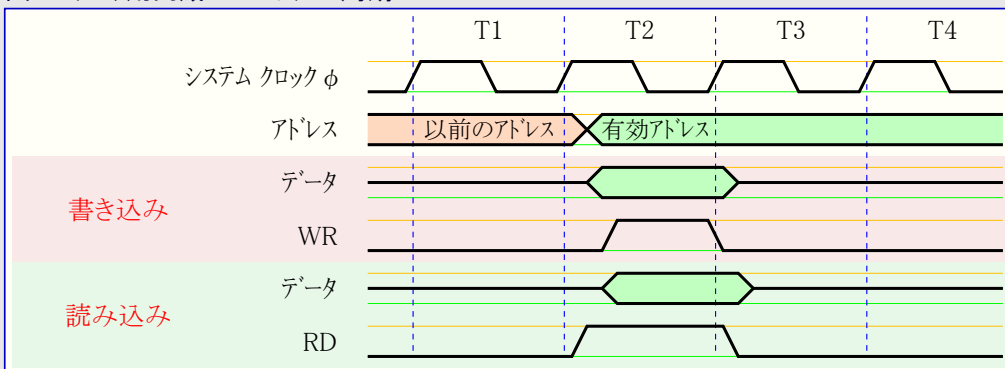 T1 T2 T3 T4
システム クロック ϕ
アドレス 以前のアドレス 有効アドレス
データ
書き込み
WR
データ
読み込み
RD